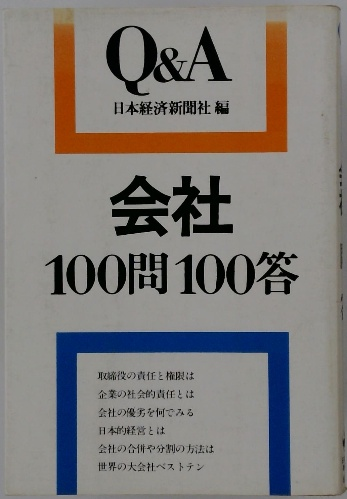 Q&A
日本経済新聞社 編
会社
100問100答
取締役の責任と権限は
企業の社会的責任とは
会社の優劣を何でみる
日本的経営とは
会社の合併や分割の方法は
世界の大会社ベストテン